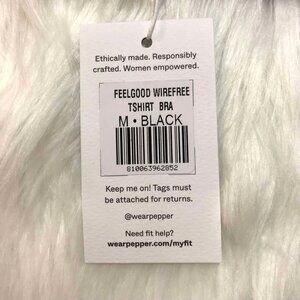 Ethically made. Responsibly
crafted. Women empowered.
FEELGOOD WIREFREE
TSHIRT BRA
M • BLACK
810063962852
Keep me on! Tags must
be attached for returns.
@wearpepper
Need fit help?
wearpepper.com/myfit